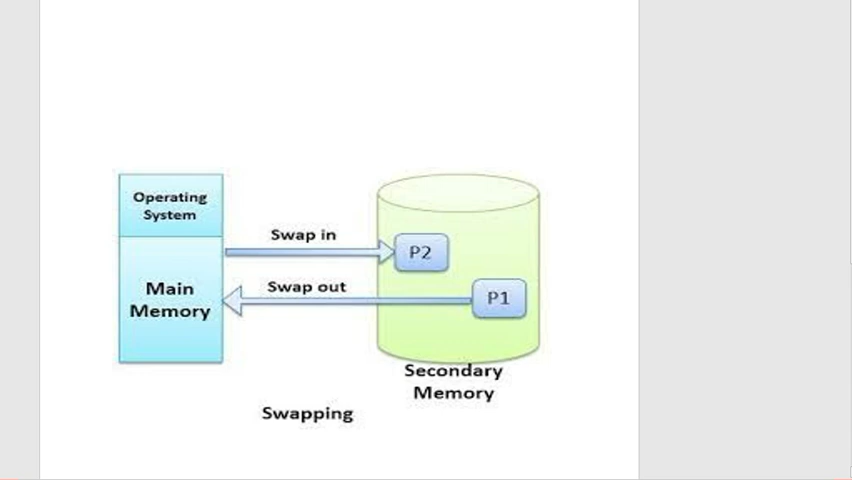 Operating
System
Swap in
P2
Main
Memory
Swap out
P1
Secondary
Memory
Swapping